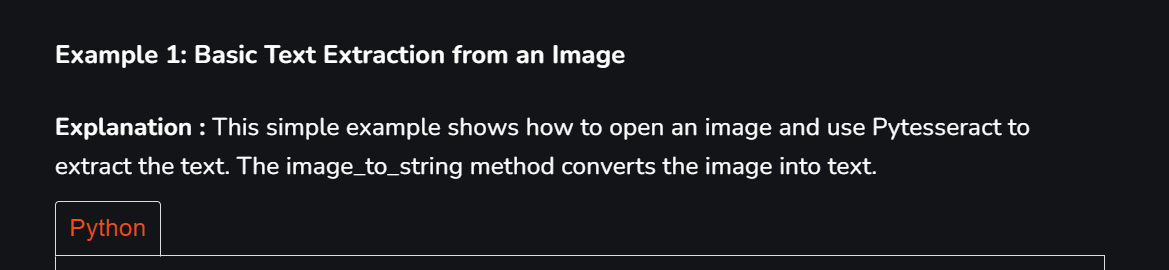 Example 1: Basic Text Extraction from an Image
Explanation : This simple example shows how to open an image and use Pytesseract to
extract the text. The image_to_string method converts the image into text.
Python